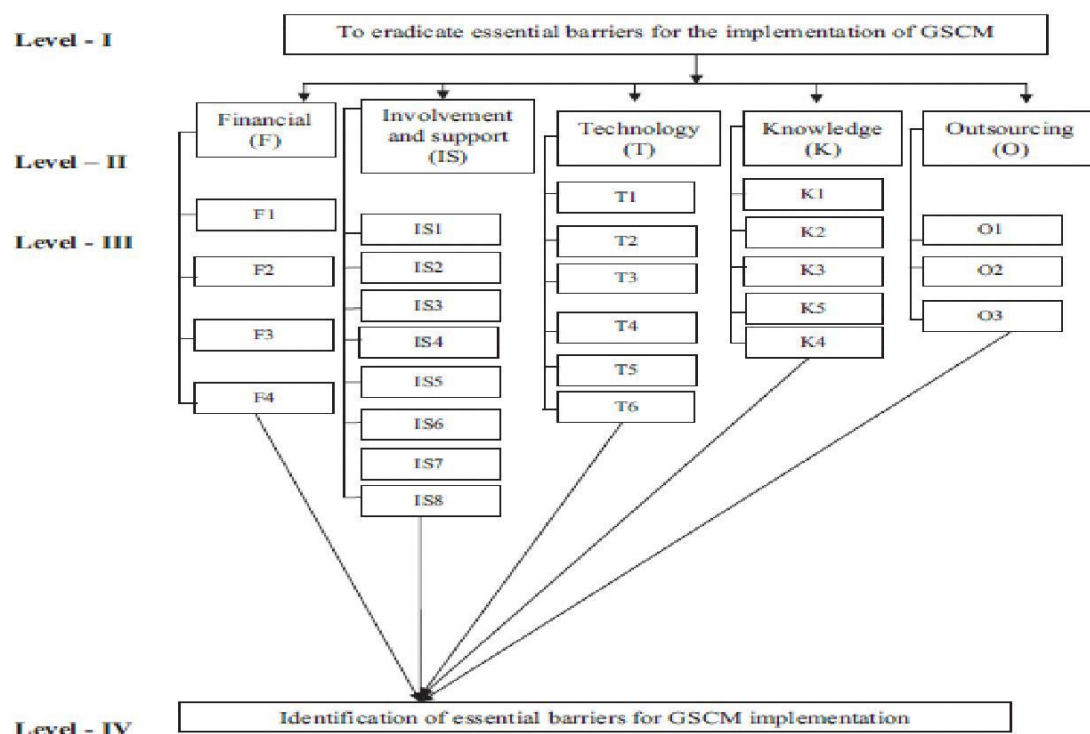 Level - I
To eradicate essential barriers for the implementation of GSCM
Level – II
Financial
(F)
Involvement
and support
(IS)
Technology
(T)
Knowledge
(K)
Outsourcing
(O)
Level - III
F1
F2
F3
F4
IS1
IS2
IS3
IS4
IS5
IS6
IS7
IS8
T1
T2
T3
T4
T5
T6
K1
K2
K3
K5
K4
O1
O2
O3
Level - IV
Identification of essential barriers for GSCM implementation